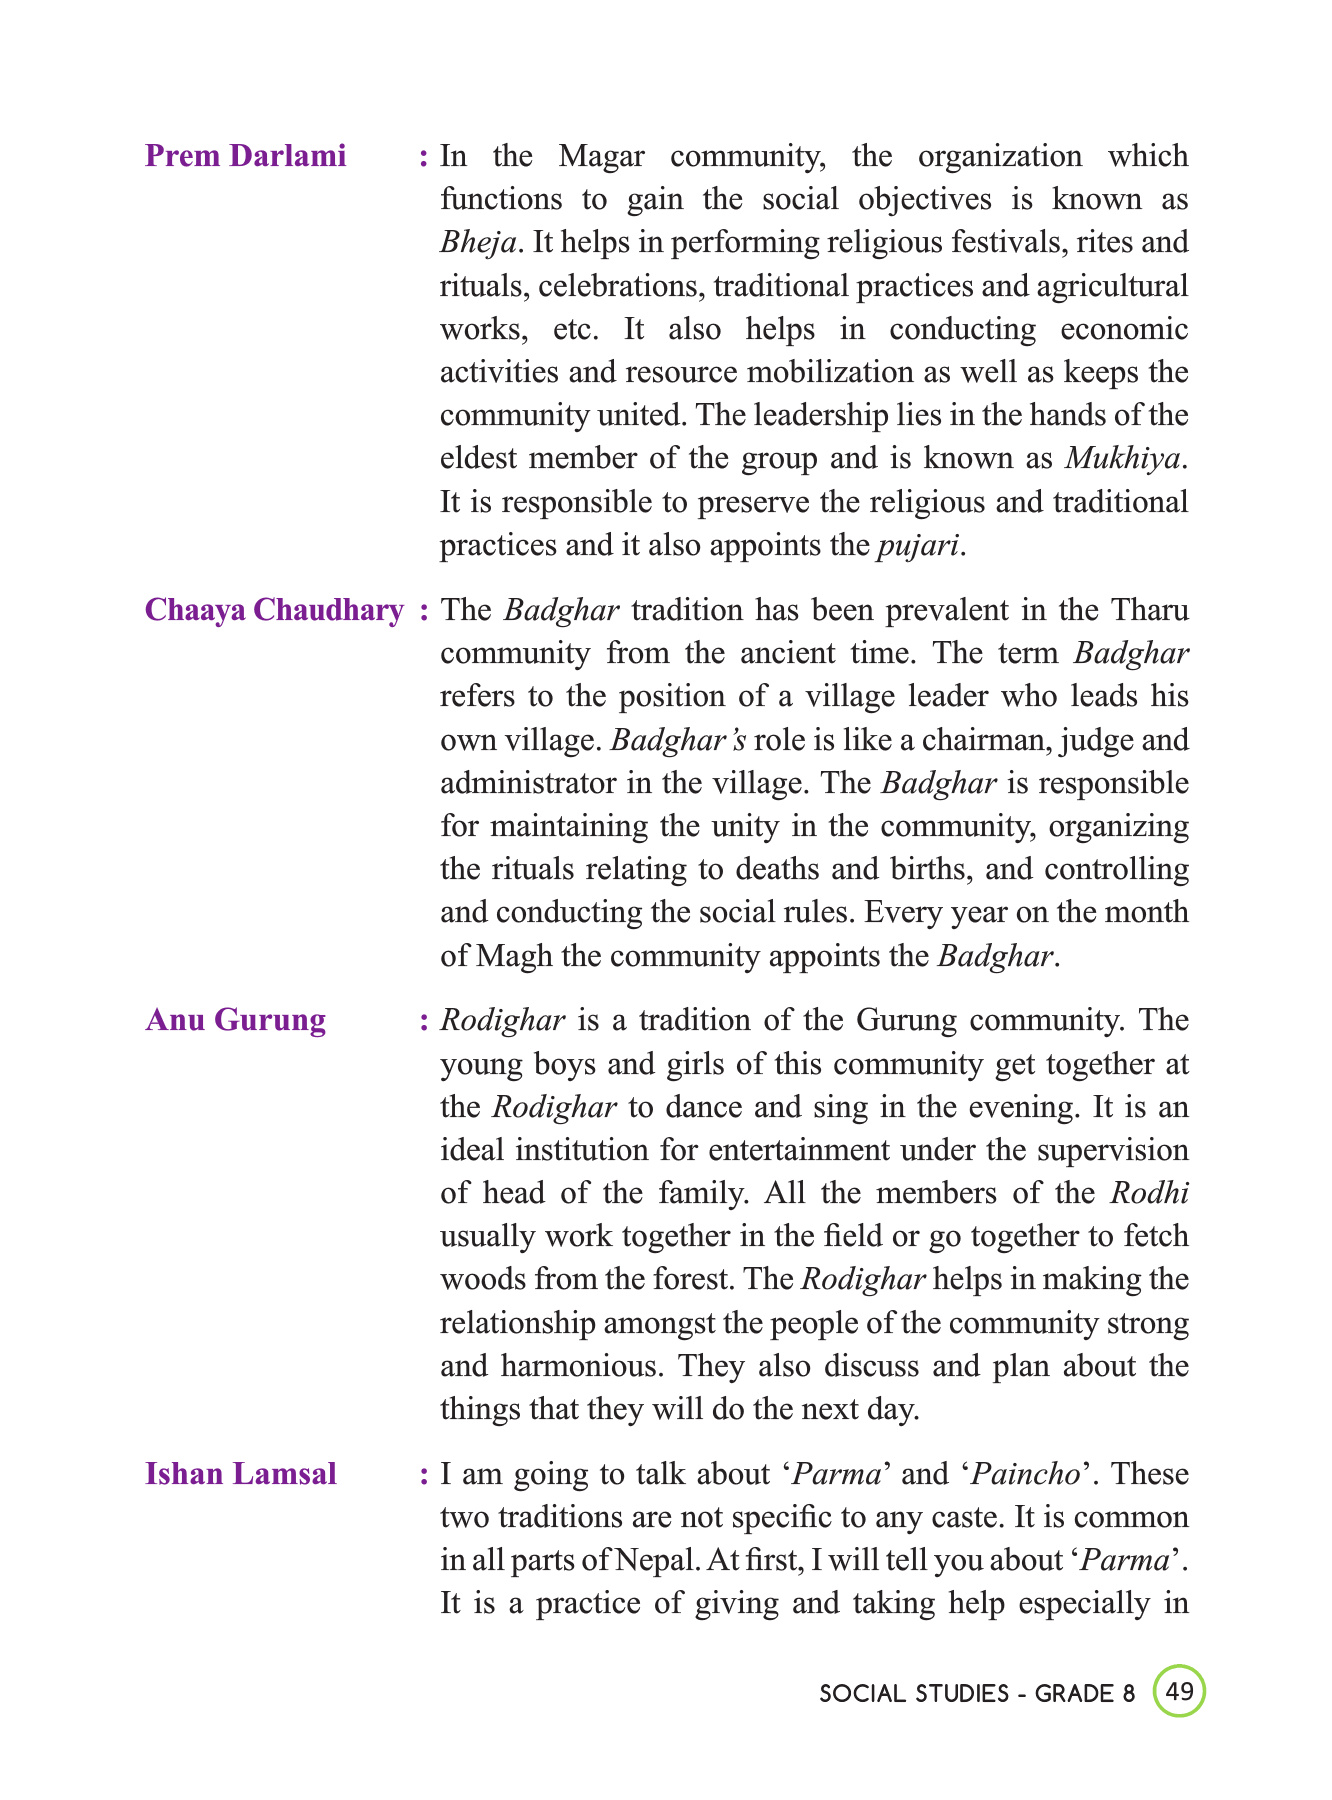 Prem Darlami : In the Magar community, the organization which
functions to gain the social objectives is known as
Bheja. It helps in performing religious festivals, rites and
rituals, celebrations, traditional practices and agricultural
works, etc. It also helps in conducting economic
activities and resource mobilization as well as keeps the
community united. The leadership lies in the hands of the
eldest member of the group and is known as Mukhiya.
It is responsible to preserve the religious and traditional
practices and it also appoints the pujari.
Chaaya Chaudhary : The Badghar tradition has been prevalent in the Tharu
community from the ancient time. The term Badghar
refers to the position of a village leader who leads his
own village. Badghar’s role is like a chairman, judge and
administrator in the village. The Badghar is responsible
for maintaining the unity in the community, organizing
the rituals relating to deaths and births, and controlling
and conducting the social rules. Every year on the month
of Magh the community appoints the Badghar.
Anu Gurung : Rodighar is a tradition of the Gurung community. The
young boys and girls of this community get together at
the Rodighar to dance and sing in the evening. It is an
ideal institution for entertainment under the supervision
of head of the family. All the members of the Rodhi
usually work together in the field or go together to fetch
woods from the forest. The Rodighar helps in making the
relationship amongst the people of the community strong
and harmonious. They also discuss and plan about the
things that they will do the next day.
Ishan Lamsal : I am going to talk about ‘Parma’ and ‘Paincho’. These
two traditions are not specific to any caste. It is common
in all parts of Nepal. At first, I will tell you about ‘Parma’.
It is a practice of giving and taking help especially in
SOCIAL STUDIES - GRADE 8 49